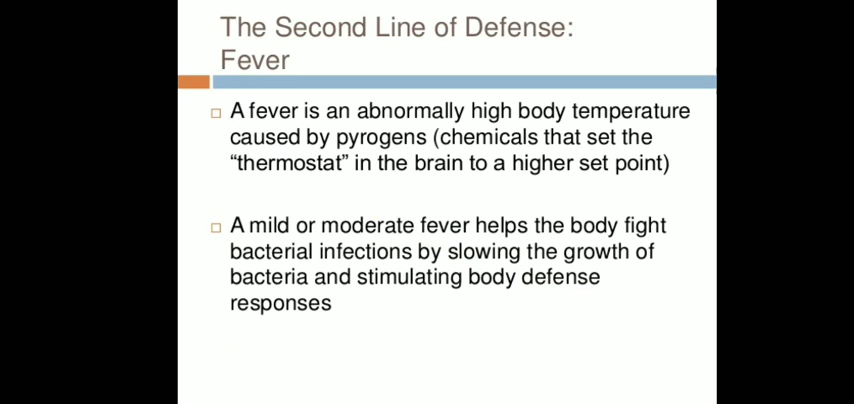 The Second Line of Defense:
Fever
A fever is an abnormally high body temperature
caused by pyrogens (chemicals that set the
“thermostat” in the brain to a higher set point)
A mild or moderate fever helps the body fight
bacterial infections by slowing the growth of
bacteria and stimulating body defense
responses